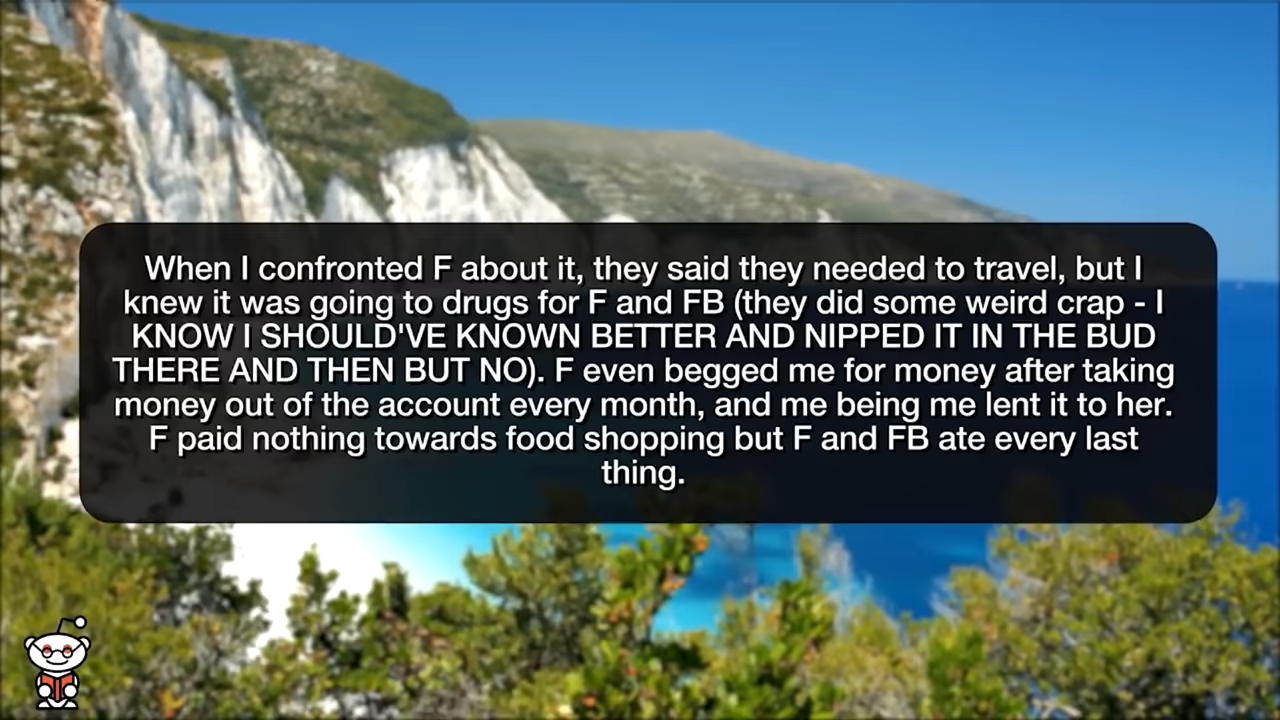 When I confronted F about it, they said they needed to travel, but I
knew it was going to drugs for F and FB (they did some weird crap - I
KNOW I SHOULD'VE KNOWN BETTER AND NIPPED IT IN THE BUD
THERE AND THEN BUT NO). F even begged me for money after taking
money out of the account every month, and me being me lent it to her.
F paid nothing towards food shopping but F and FB ate every last
thing.